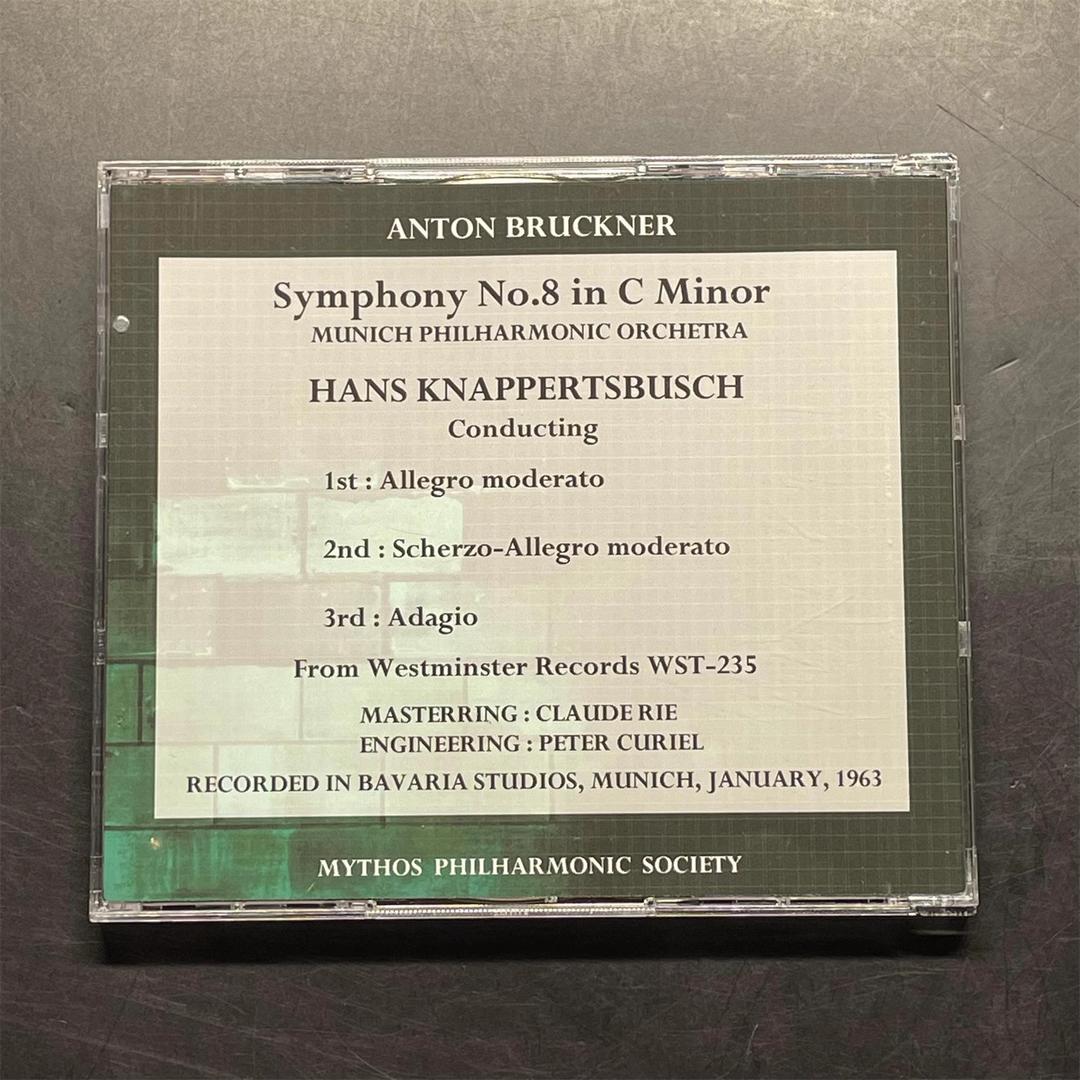 ANTON BRUCKNER
Symphony No.8 in C Minor
MUNICH PHILHARMONIC ORCHETRA
HANS KNAPPERTSBUSCH
Conducting
1st : Allegro moderato
2nd : Scherzo-Allegro moderato
3rd : Adagio
From Westminster Records WST-235
MASTERRING : CLAUDE RIE
ENGINEERING : PETER CURIEL
RECORDED IN BAVARIA STUDIOS, MUNICH, JANUARY, 1963
MYTHOS PHILHARMONIC SOCIETY